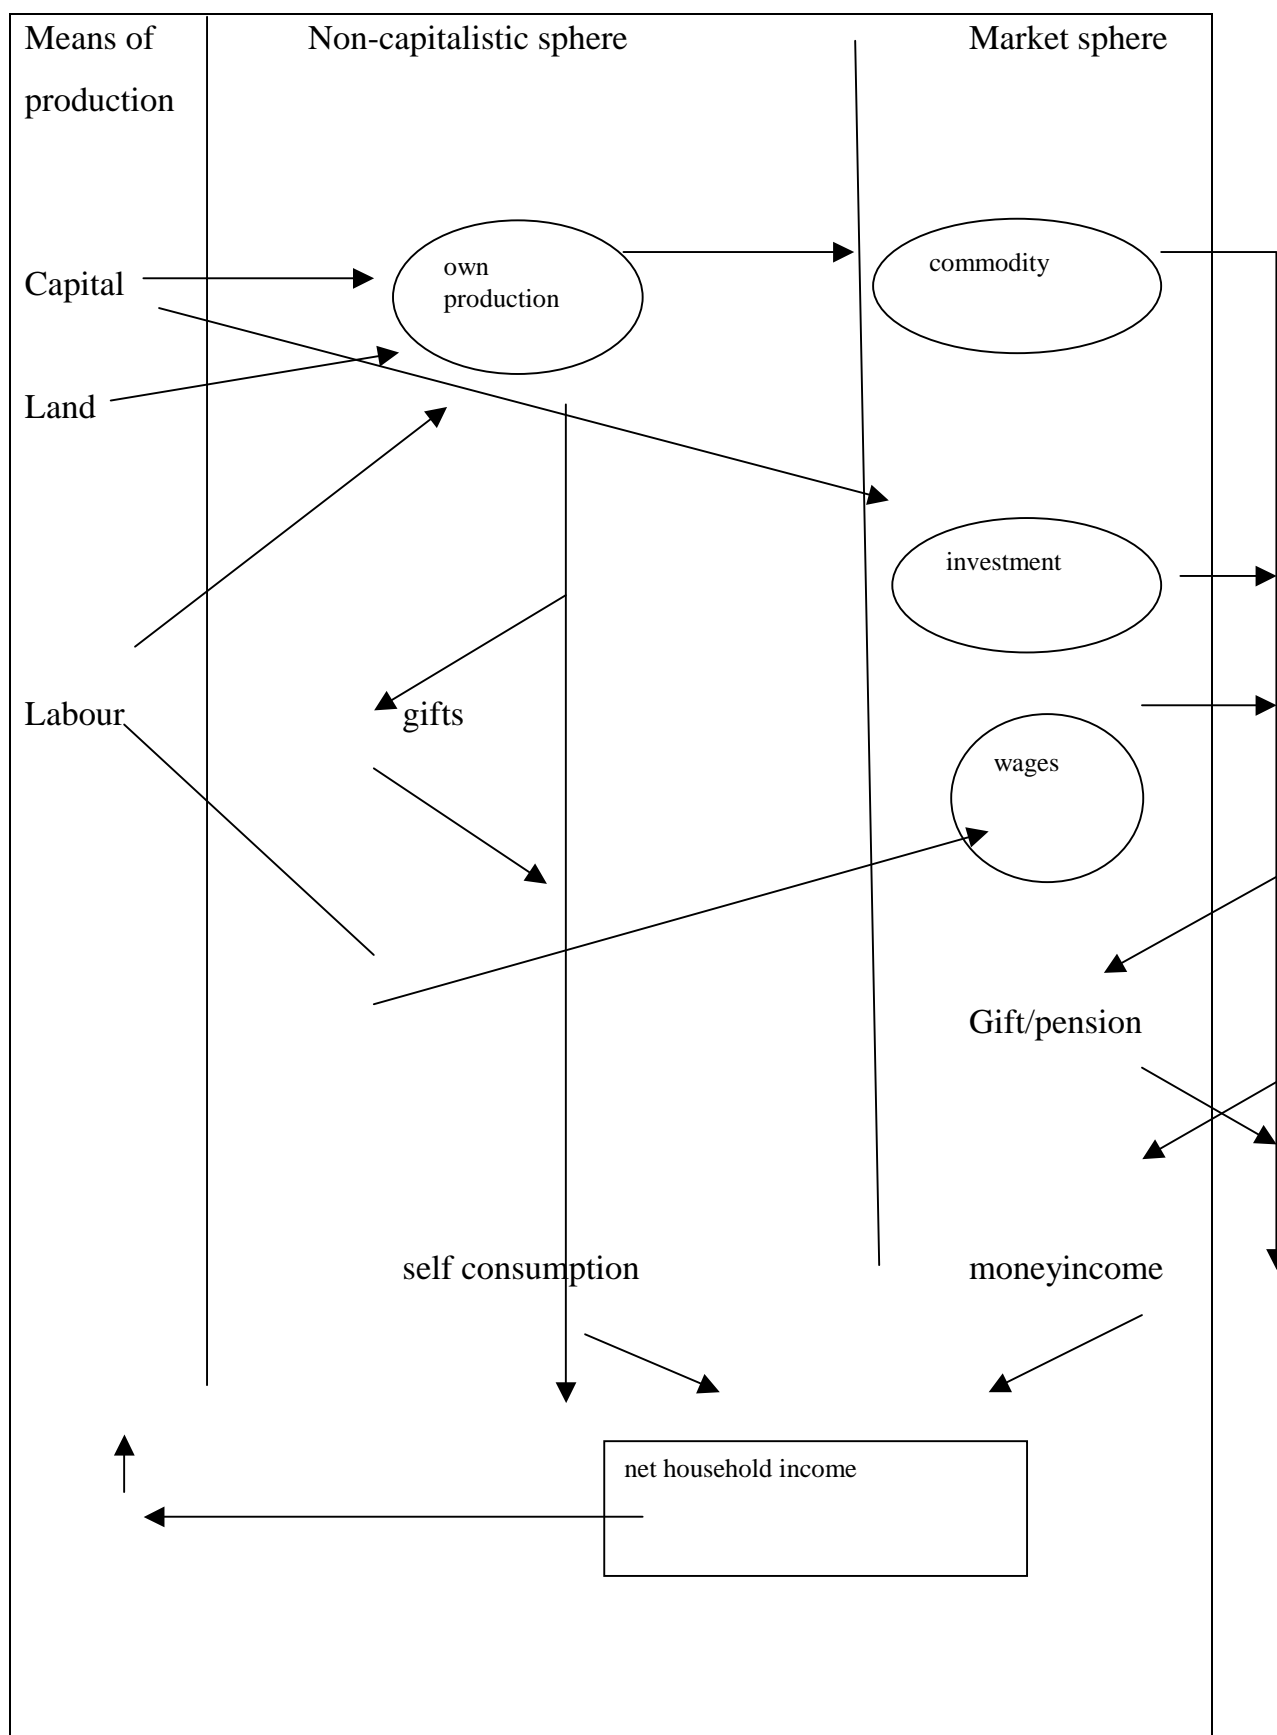 Means of
production
Non-capitalistic sphere
Market sphere
Capital
own
production
commodity
Land
investment
Labour
gifts
wages
Gift/pension
self consumption
moneyincome
net household income